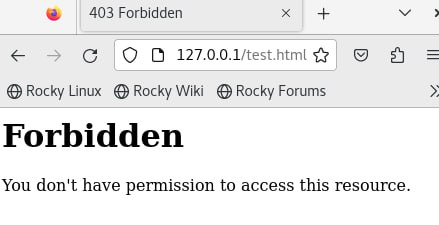 403 Forbidden
127.0.0.1/test.html
Rocky Linux Rocky Wiki Rocky Forums
Forbidden
You don't have permission to access this resource.